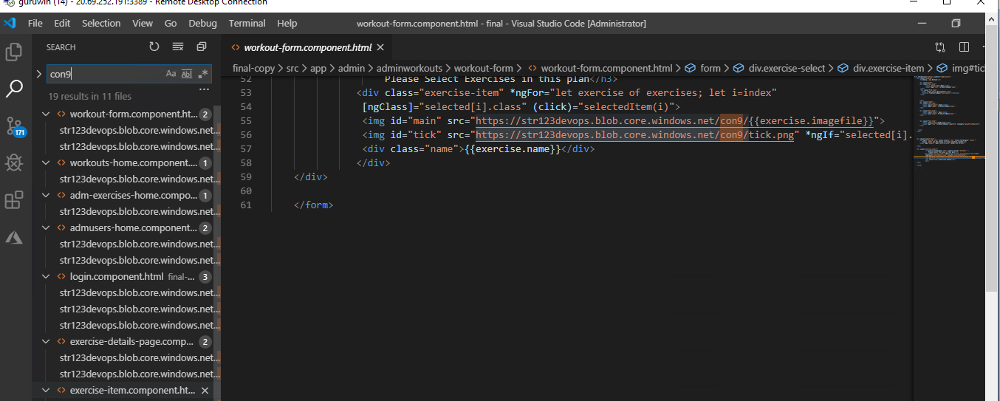 guruwin (14) - 20.69.252.191:3389 - Remote Desktop Connection
File Edit Selection View Go Debug Terminal Help workout-form.component.html - final - Visual Studio Code [Administrator]
SEARCH
workout-form.component.html
con9
Aa Abl .*
final-copy > src > app > admin > adminworkouts > workout-form > workout-form.component.html > form > div.exercise-select > div.exercise-item > img#tick
19 results in 11 files
workout-form.component.ht... 2
str123devops.blob.core.windows.net...
str123devops.blob.core.windows.net...
workouts-home.component... 1
str123devops.blob.core.windows.net...
adm-exercises-home.compo... 1
str123devops.blob.core.windows.net...
admusers-home.component... 2
str123devops.blob.core.windows.net...
str123devops.blob.core.windows.net...
login.component.html final-... 3
str123devops.blob.core.windows.net...
str123devops.blob.core.windows.net...
str123devops.blob.core.windows.net...
exercise-details-page.comp... 2
str123devops.blob.core.windows.net...
str123devops.blob.core.windows.net...
exercise-item.component.ht...
171
52 Please Select Exercises in this plan</h3>
53 <div class="exercise-item" *ngFor="let exercise of exercises; let i=index"
54 [ngClass]="selected[i].class" (click)="selectedItem(i)">
55 <img id="main" src="https://str123devops.blob.core.windows.net/con9/{{exercise.imagefile}}">
56 <img id="tick" src="https://str123devops.blob.core.windows.net/con9/tick.png" *ngIf="selected[i].
57 <div class="name">{{exercise.name}}</div>
58 </div>
59 </div>
60
61 </form>